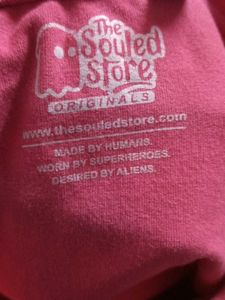 The
Souled
Store
ORIGINALS
www.thesouledstore.com
MADE BY HUMANS.
WORN BY SUPERHEROES.
DESIRED BY ALIENS.